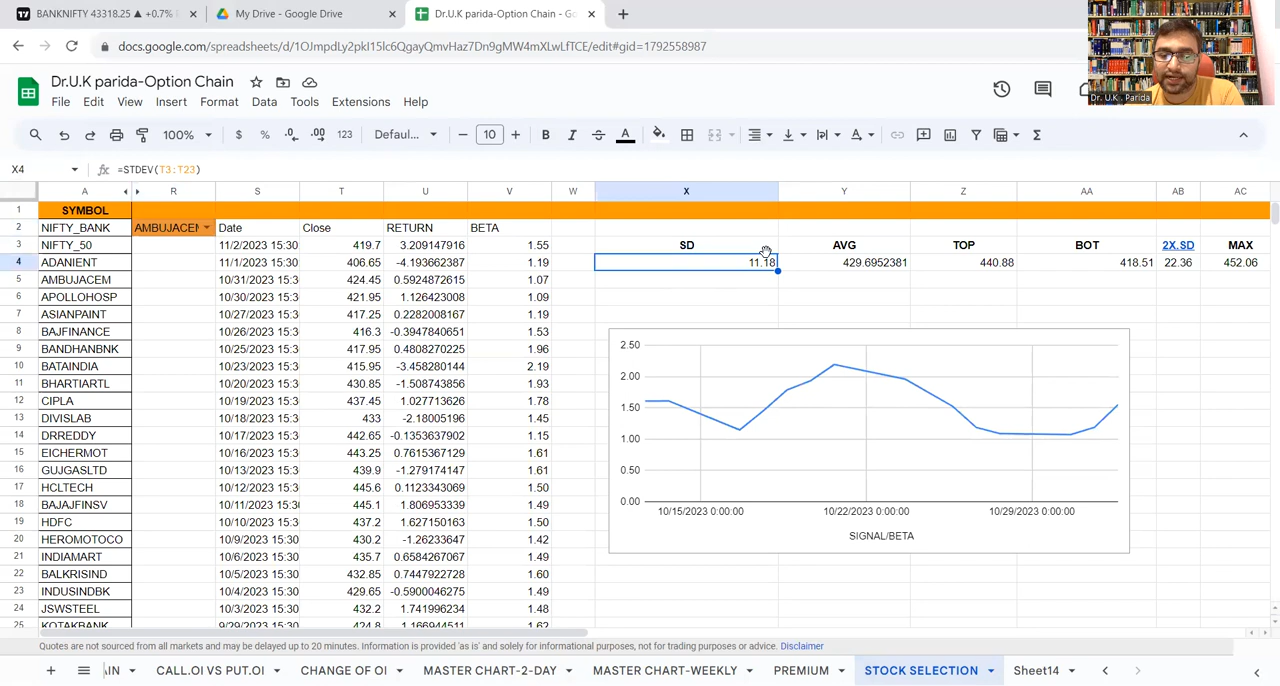 BANKNIFTY 43318.25 ▲ +0.7%
My Drive - Google Drive
Dr.U.K parida-Option Chain - Go
docs.google.com/spreadsheets/d/1OJmpdLy2pkI15lc6QgayQmvHaz7Dn9gMW4mXLwLfTCE/edit#gid=1792558987
Dr.U.K parida-Option Chain
File Edit View Insert Format Data Tools Extensions Help
Dr. U.K . Parida
100% $ % .0 .00 123 Defaul... 10 B I S A
X4 fx =STDEV(T3:T23)
A R S T U V W X Y Z AA AB AC
1 SYMBOL
2 NIFTY_BANK AMBUJACEM Date Close RETURN BETA
3 NIFTY_50 11/2/2023 15:30 419.7 3.209147916 1.55 SD AVG TOP BOT 2X.SD MAX
4 ADANIENT 11/1/2023 15:30 406.65 -4.193662387 1.19 11.18 429.6952381 440.88 418.51 22.36 452.06
5 AMBUJACEM 10/31/2023 15:3 424.45 0.5924872615 1.07
6 APOLLOHOSP 10/30/2023 15:3 421.95 1.126423008 1.09
7 ASIANPAINT 10/27/2023 15:3 417.25 0.2282008167 1.19
8 BAJFINANCE 10/26/2023 15:3 416.3 -0.3947840651 1.53
9 BANDHANBNK 10/25/2023 15:3 417.95 0.4808270225 1.96
10 BATAINDIA 10/23/2023 15:3 415.95 -3.458280144 2.19
11 BHARTIARTL 10/20/2023 15:3 430.85 -1.508743856 1.93
12 CIPLA 10/19/2023 15:3 437.45 1.027713626 1.78
13 DIVISLAB 10/18/2023 15:3 433 -2.18005196 1.45
14 DRREDDY 10/17/2023 15:3 442.65 -0.1353637902 1.15
15 EICHERMOT 10/16/2023 15:3 443.25 0.7615367129 1.61
16 GUJGASLTD 10/13/2023 15:3 439.9 -1.279174147 1.61
17 HCLTECH 10/12/2023 15:3 445.6 0.1123343069 1.50
18 BAJAJFINSV 10/11/2023 15:3 445.1 1.806953339 1.49
19 HDFC 10/10/2023 15:3 437.2 1.627150163 1.50
20 HEROMOTOCO 10/9/2023 15:30 430.2 -1.26233647 1.42
21 INDIAMART 10/6/2023 15:30 435.7 0.6584267067 1.49
22 BALKRISIND 10/5/2023 15:30 432.85 0.7447922728 1.60
23 INDUSINDBK 10/4/2023 15:30 429.65 -0.5900046275 1.49
24 JSWSTEEL 10/3/2023 15:30 432.2 1.741996234 1.48
25 KOTAKBANK 9/29/2023 15:30 424.8 1.166944511 1.62
2.50
2.00
1.50
1.00
0.50
0.00
10/15/2023 0:00:00 10/22/2023 0:00:00 10/29/2023 0:00:00
SIGNAL/BETA
Quotes are not sourced from all markets and may be delayed up to 20 minutes. Information is provided 'as is' and solely for informational purposes, not for trading purposes or advice. Disclaimer
IN CALL.OI VS PUT.OI CHANGE OF OI MASTER CHART-2-DAY MASTER CHART-WEEKLY PREMIUM STOCK SELECTION Sheet14